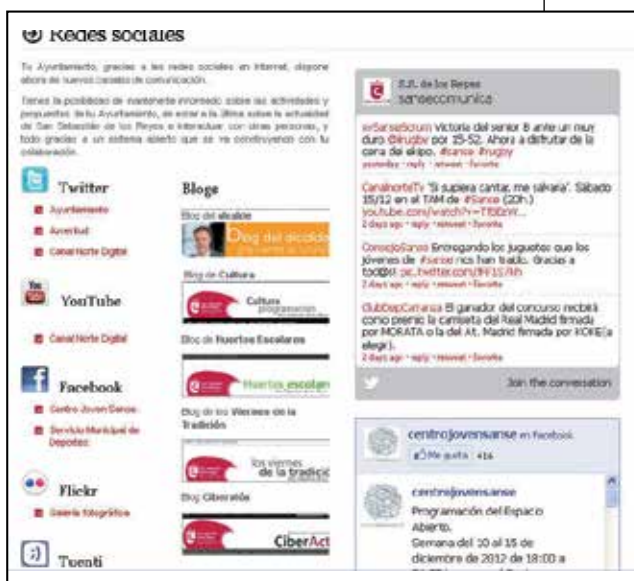 Redes sociales
Tu Ayuntamiento, gracias a las redes sociales en Internet, dispone
ahora de nuevos canales de comunicación.
Tienes la posibilidad de mantenerte informado sobre las actividades y
propuestas de tu Ayuntamiento, de estar a la última sobre la actualidad
de San Sebastián de los Reyes e interactuar con otras personas, y
todo gracias a un sistema abierto que se va construyendo con tu
colaboración.
Twitter
Ayuntamiento
Juventud
Canal Norte Digital
You
YouTube
Canal Norte Digital
Facebook
Centro Joven Sanse
Servicio Municipal de
Deportes
Flickr
Galería fotográfica
;)
Tuenti
Blogs
Blog del alcalde
Blog del alcalde
Blog de Cultura
Cultura
programación
Blog de Huertos Escolares
Huertos escolar
Blog de los Viernes de la
Tradición
los viernes
de la tradició
Blog Ciberatón
CiberAct
S.S. de los Reyes
sansecomunica
Victoria del senior B ante un muy
duro @rugby por 15-52. Ahora a disfrutar de la
cena del ekipo. #sanse #rugby
yesterday · reply · retweet · favorite
CanalnorteTv "Si supiera cantar, me salvaría". Sábado
15/12 en el TAM de #Sanse (20h.)
2 days ago · reply · retweet · favorite
ConsejoSanse Entregando los juguetes que los
jóvenes de #sanse nos han traído. Gracias a
2 days ago · reply · retweet · favorite
ClubDepCarranza El ganador del concurso recibirá
como premio la camiseta del Real Madrid firmada
por MORATA o la del At. Madrid firmada por KOKE(a
elegir).
2 days ago · reply · retweet · favorite
Join the conversation
centrojovensanse en Facebook
Me gusta 416
centrojovensanse
Programación del Espacio
Abierto.
Semana del 10 al 15 de
diciembre de 2012 de 18:00 a